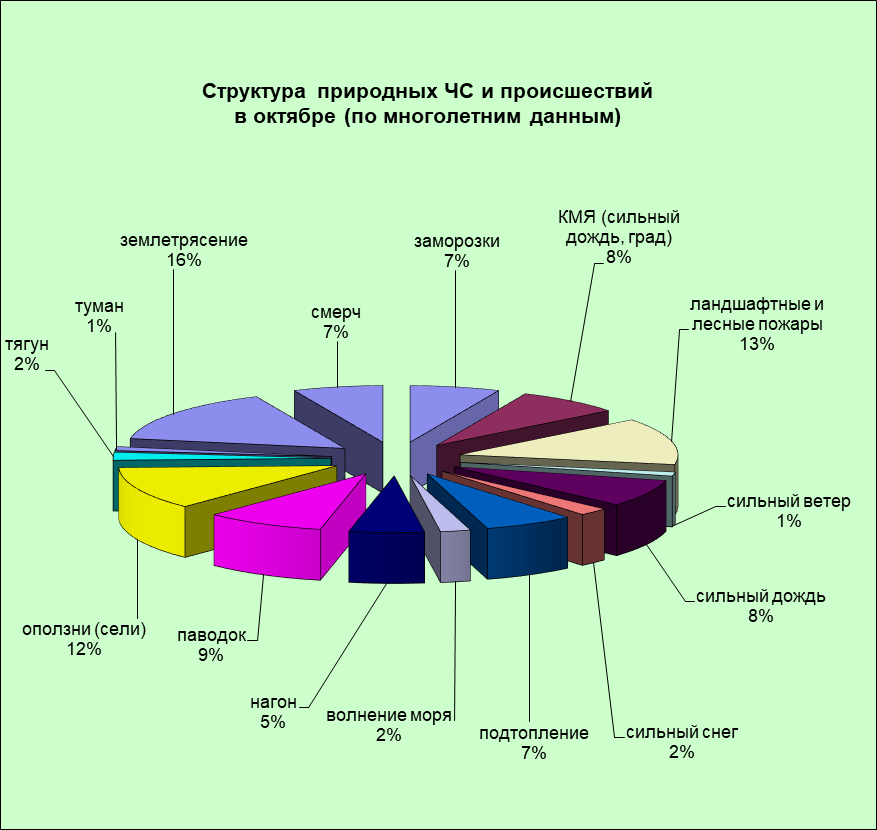 Структура природных ЧС и происшествий
в октябре (по многолетним данным)
КМЯ (сильный
дождь, град)
8%
землетрясение
16%
заморозки
7%
туман
1%
смерч
7%
ландшафтные и
лесные пожары
13%
тягун
2%
сильный ветер
1%
сильный дождь
8%
оползни (сели)
12%
паводок
9%
нагон
5%
волнение моря
2%
подтопление
7%
сильный снег
2%